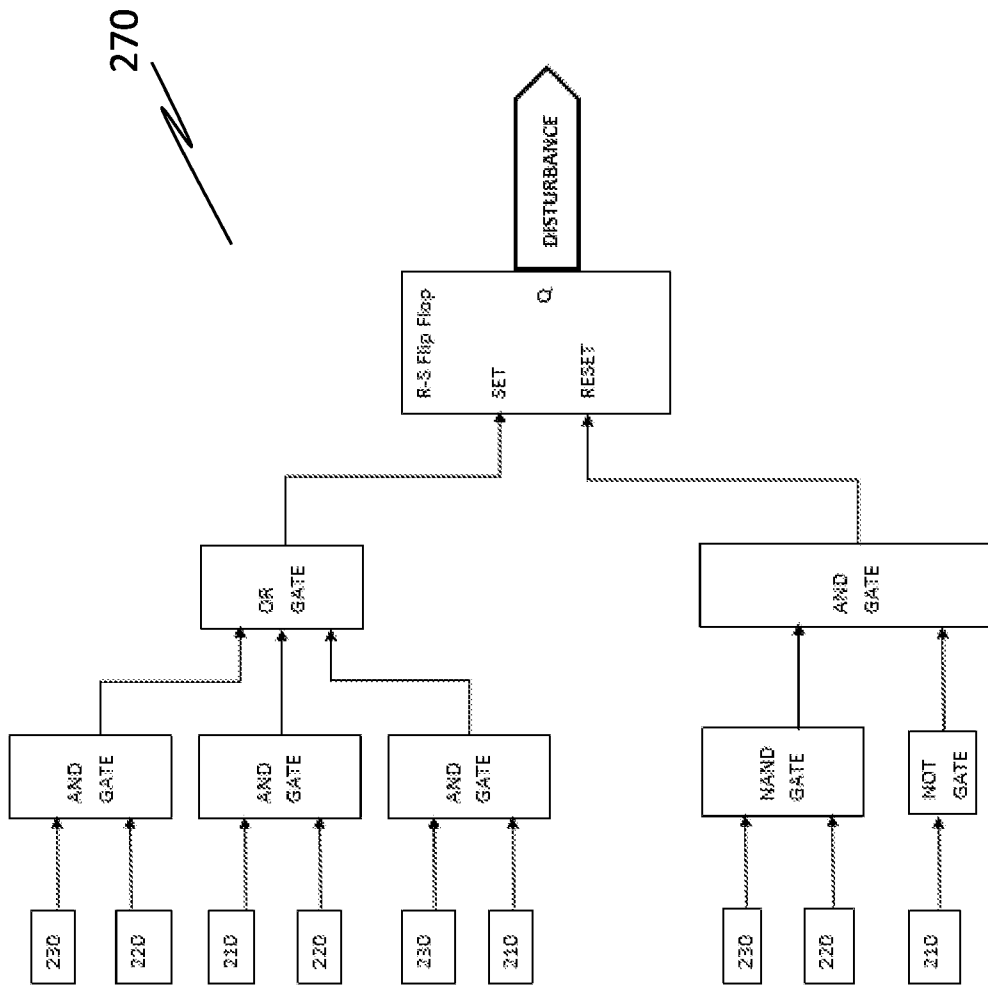 270
230
220
AND
GATE
210
220
AND
GATE
230
210
AND
GATE
OR
GATE
R-S Flip Flop
SET
Q
RESET
DISTURBANCE
230
220
NAND
GATE
210
NOT
GATE
AND
GATE